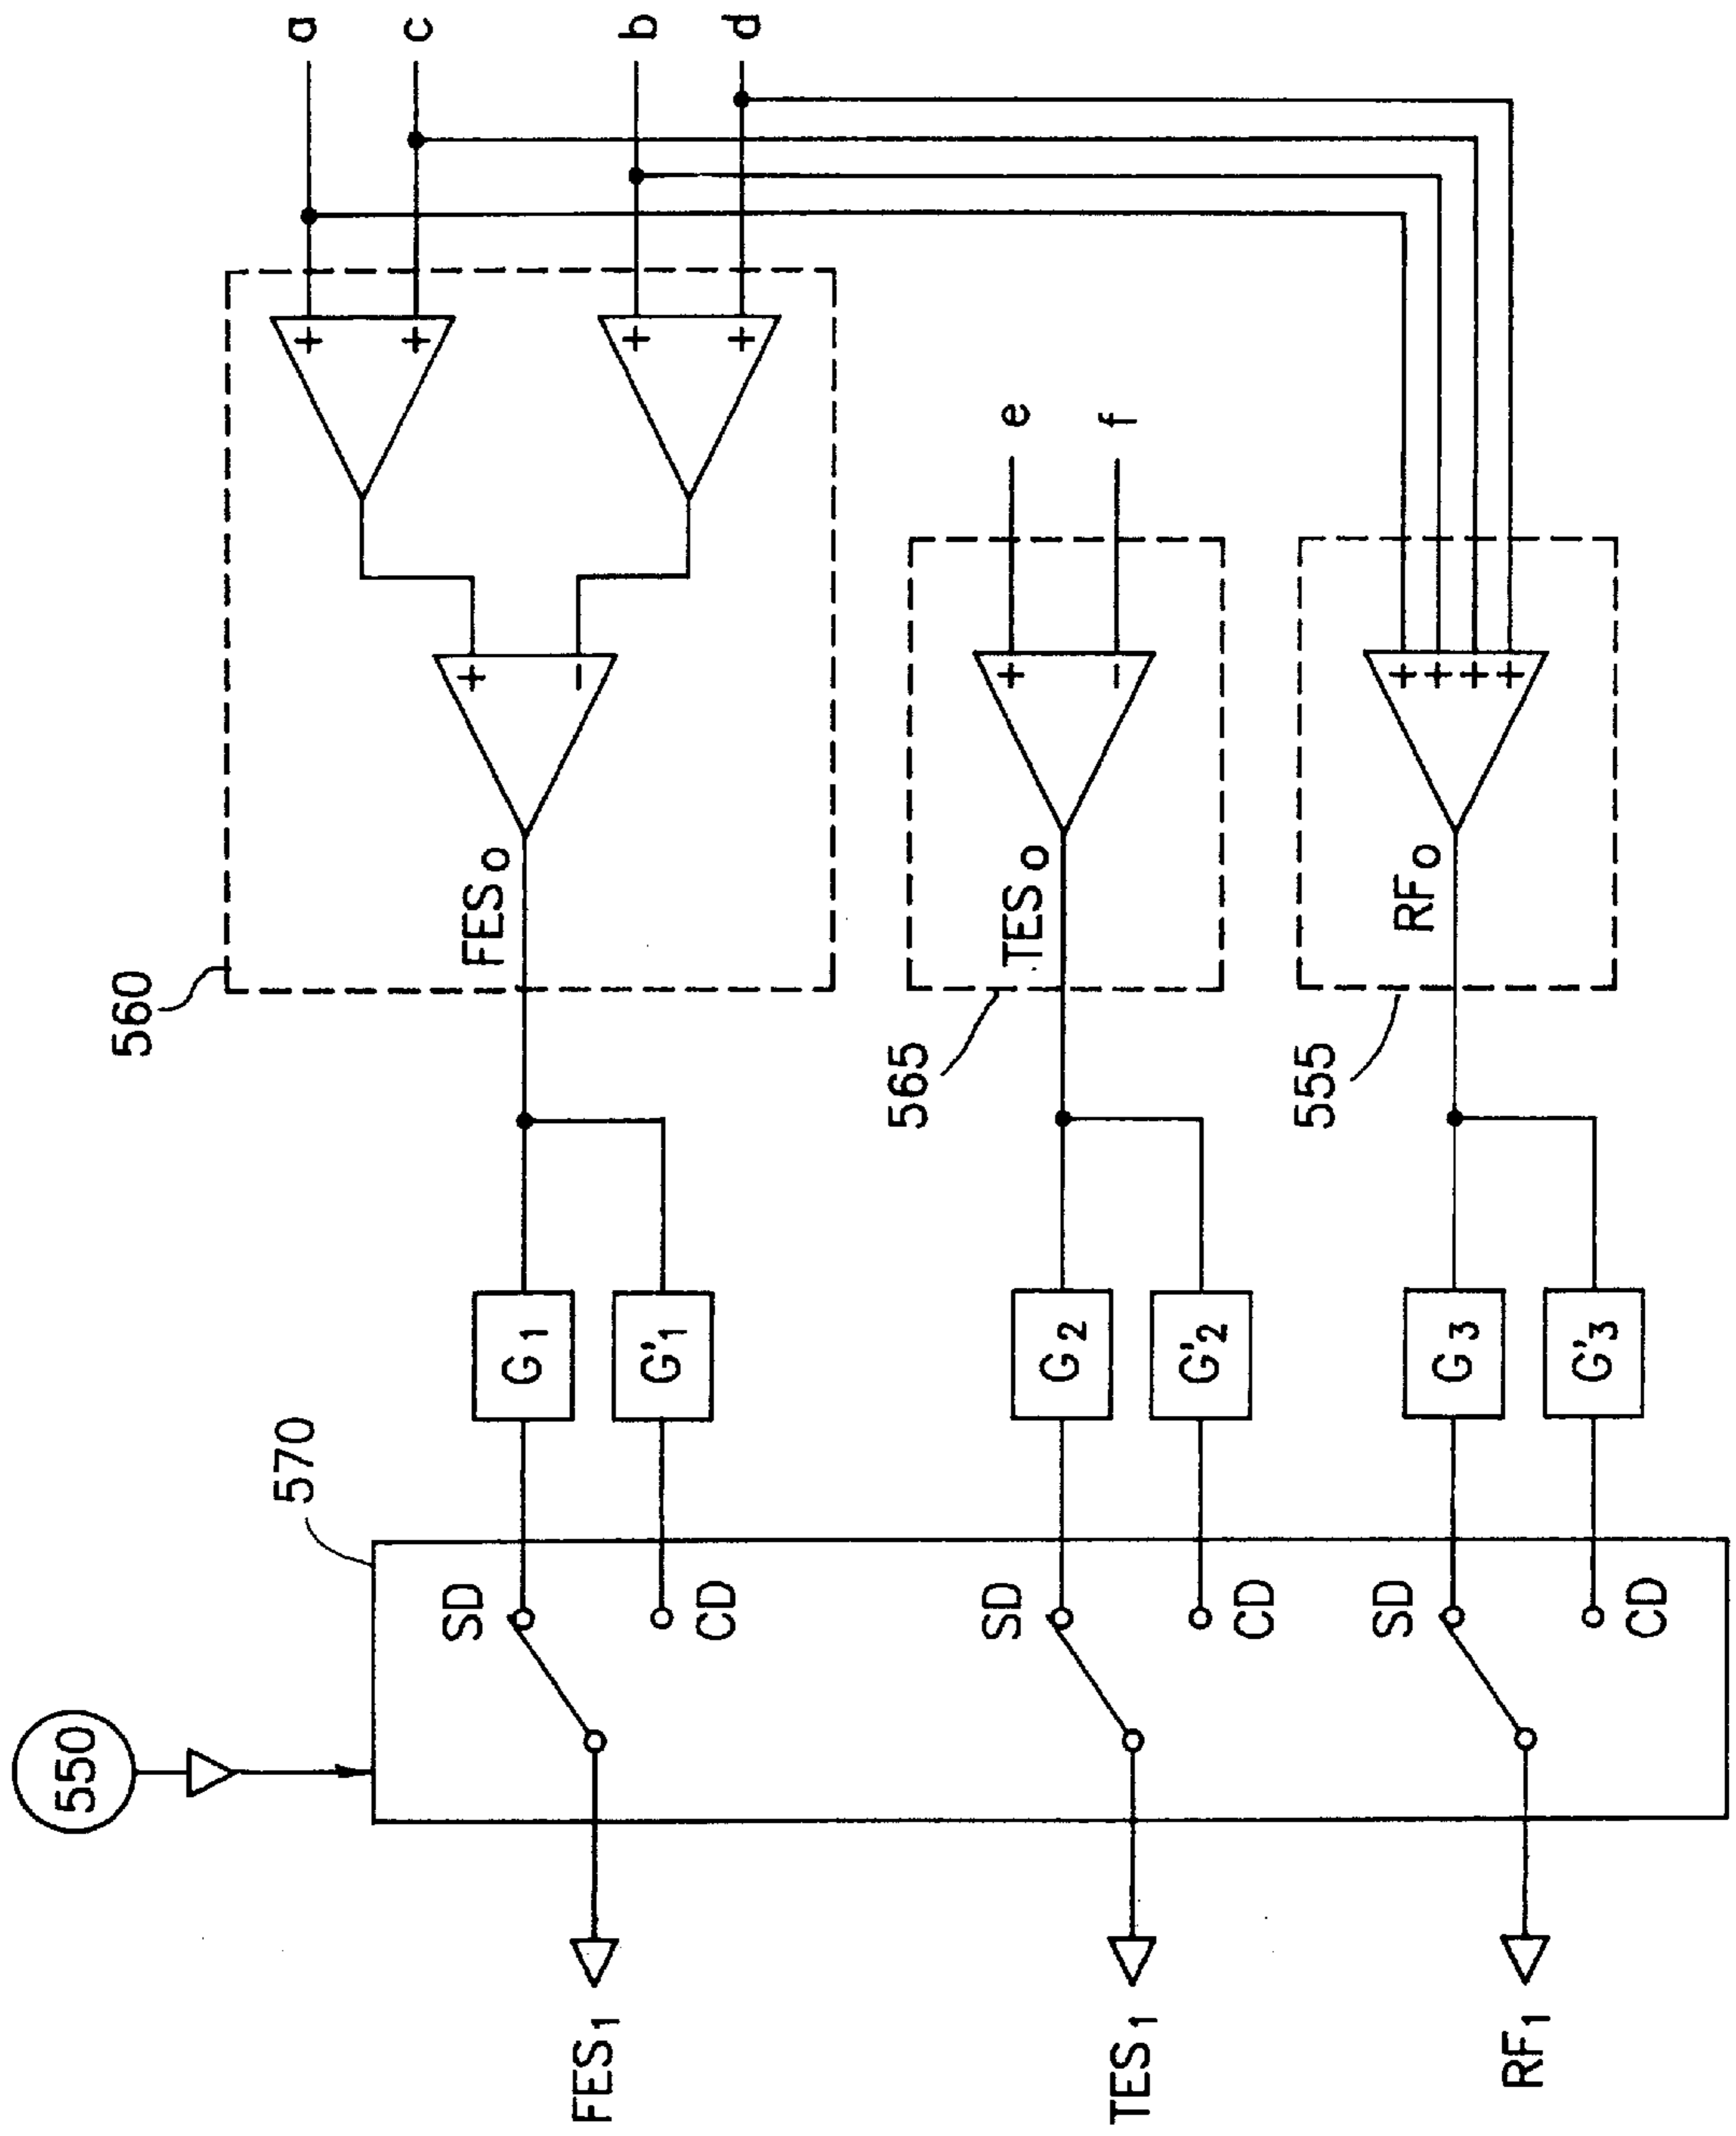 a
c
b
d
+
+
+
+
e
f
+
-
+
-
+
+
+
+
FES0
TES0
RF0
560
565
555
G1
G'1
G2
G'2
G3
G'3
570
SD
CD
SD
CD
SD
CD
550
FES1
TES1
RF1